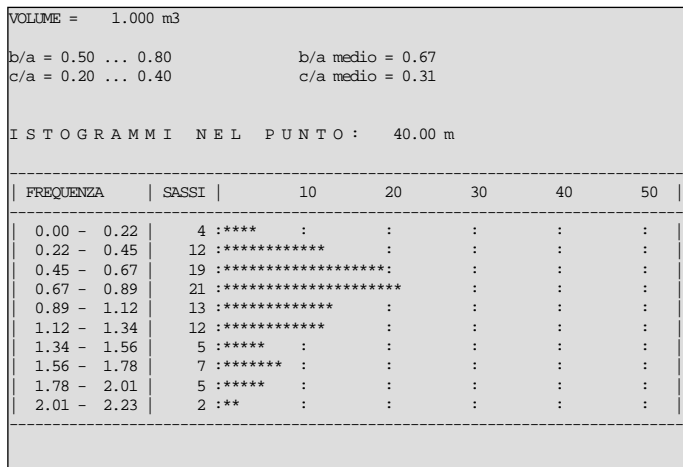 VOLUME =    1.000 m3
b/a = 0.50 ... 0.80               b/a medio = 0.67
c/a = 0.20 ... 0.40               c/a medio = 0.31
I S T O G R A M M I   N E L   P U N T O :   40.00 m
--------------------------------------------------------------------------------
| FREQUENZA     | SASSI |         10        20        30        40        50  |
--------------------------------------------------------------------------------
|  0.00 -  0.22 |     4 :****     :         :         :         :         :   |
|  0.22 -  0.45 |    12 :************       :         :         :         :   |
|  0.45 -  0.67 |    19 :*******************:         :         :         :   |
|  0.67 -  0.89 |    21 :*********************        :         :         :   |
|  0.89 -  1.12 |    13 :*************      :         :         :         :   |
|  1.12 -  1.34 |    12 :************       :         :         :         :   |
|  1.34 -  1.56 |     5 :*****    :         :         :         :         :   |
|  1.56 -  1.78 |     7 :*******  :         :         :         :         :   |
|  1.78 -  2.01 |     5 :*****    :         :         :         :         :   |
|  2.01 -  2.23 |     2 :**       :         :         :         :         :   |
--------------------------------------------------------------------------------